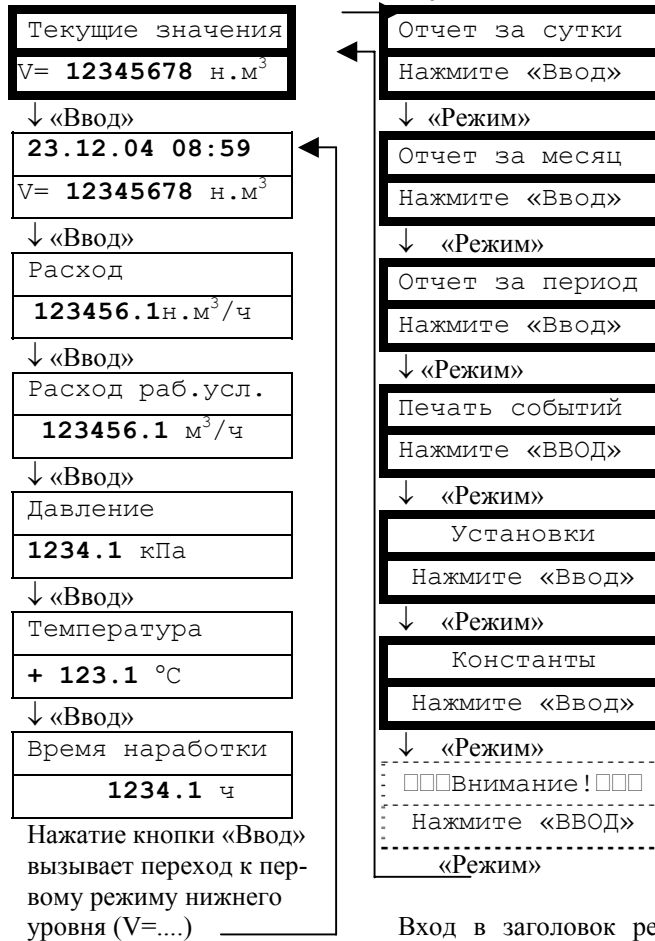 Текущие значения
V= 12345678 н.м³
↓ «Ввод»
23.12.04 08:59
V= 12345678 н.м³
↓ «Ввод»
Расход
123456.1н.м³/ч
↓ «Ввод»
Расход раб.усл.
123456.1 м³/ч
↓ «Ввод»
Давление
1234.1 кПа
↓ «Ввод»
Температура
+ 123.1 °С
↓ «Ввод»
Время наработки
1234.1 ч
Нажатие кнопки «Ввод»
вызывает переход к пер-
вому режиму нижнего
уровня (V=....)
Отчет за сутки
Нажмите «Ввод»
↓ «Режим»
Отчет за месяц
Нажмите «Ввод»
↓ «Режим»
Отчет за период
Нажмите «Ввод»
↓ «Режим»
Печать событий
Нажмите «ВВОД»
↓ «Режим»
Установки
Нажмите «Ввод»
↓ «Режим»
Константы
Нажмите «Ввод»
↓ «Режим»
□□□Внимание!□□□
Нажмите «ВВОД»
«Режим»
Вход в заголовок ре